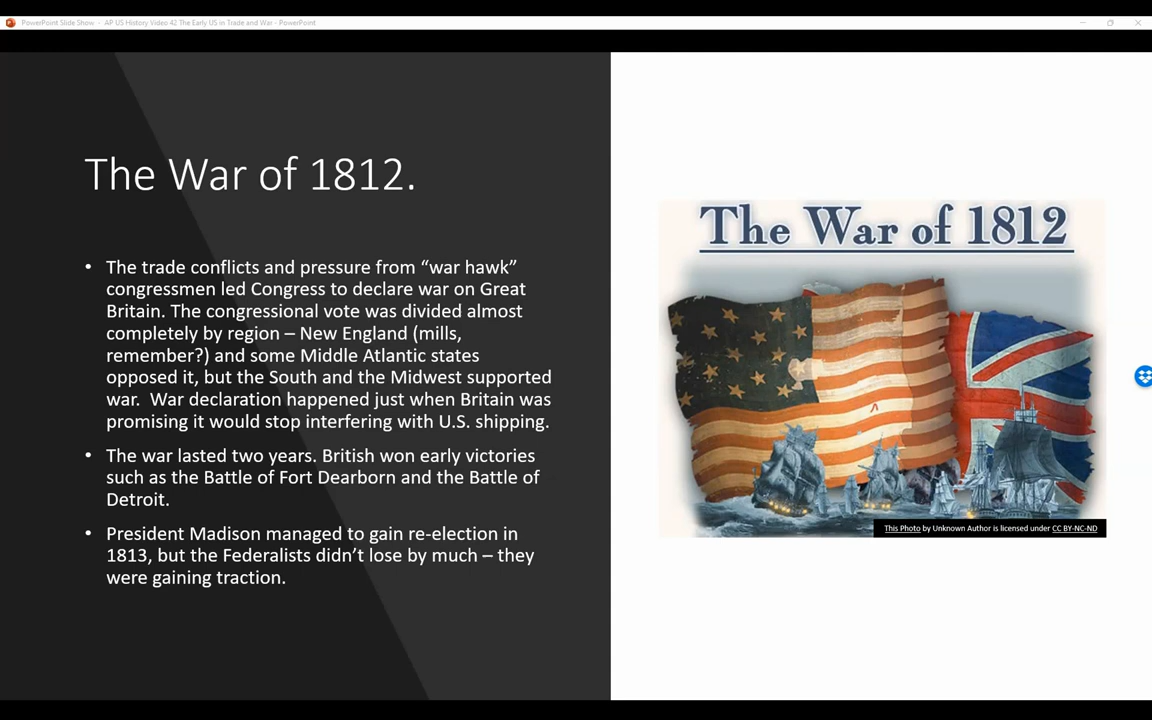 PowerPoint Slide Show - AP US History Video 42 The Early US in Trade and War - PowerPoint
The War of 1812.
• The trade conflicts and pressure from “war hawk”
congressmen led Congress to declare war on Great
Britain. The congressional vote was divided almost
completely by region – New England (mills,
remember?) and some Middle Atlantic states
opposed it, but the South and the Midwest supported
war. War declaration happened just when Britain was
promising it would stop interfering with U.S. shipping.
• The war lasted two years. British won early victories
such as the Battle of Fort Dearborn and the Battle of
Detroit.
• President Madison managed to gain re-election in
1813, but the Federalists didn’t lose by much – they
were gaining traction.
The War of 1812
This Photo by Unknown Author is licensed under CC BY-NC-ND